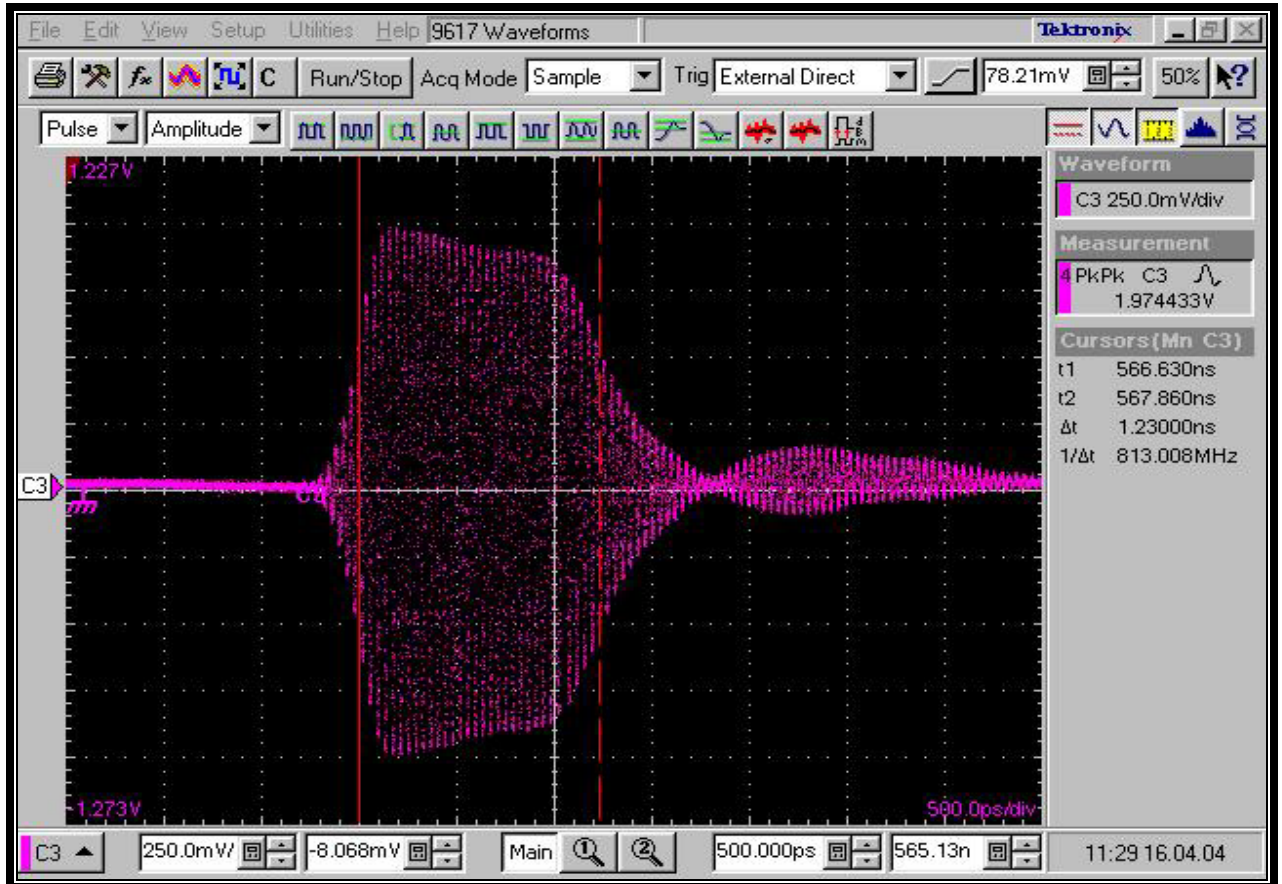 File Edit View Setup Utilities Help 9617 Waveforms Tektronix
C Run/Stop Acq Mode Sample Trig External Direct 78.21mV 50% ?
Pulse Amplitude
1.227V
Waveform
C3 250.0mV/div
Measurement
4 PkPk C3
1.974433V
Cursors(Mn C3)
t1 566.630ns
t2 567.860ns
Δt 1.23000ns
1/Δt 813.008MHz
C3
-1.273V 500.0ps/div
C3 250.0mV/ -8.068mV Main 1 2 500.000ps 565.13n 11:29 16.04.04